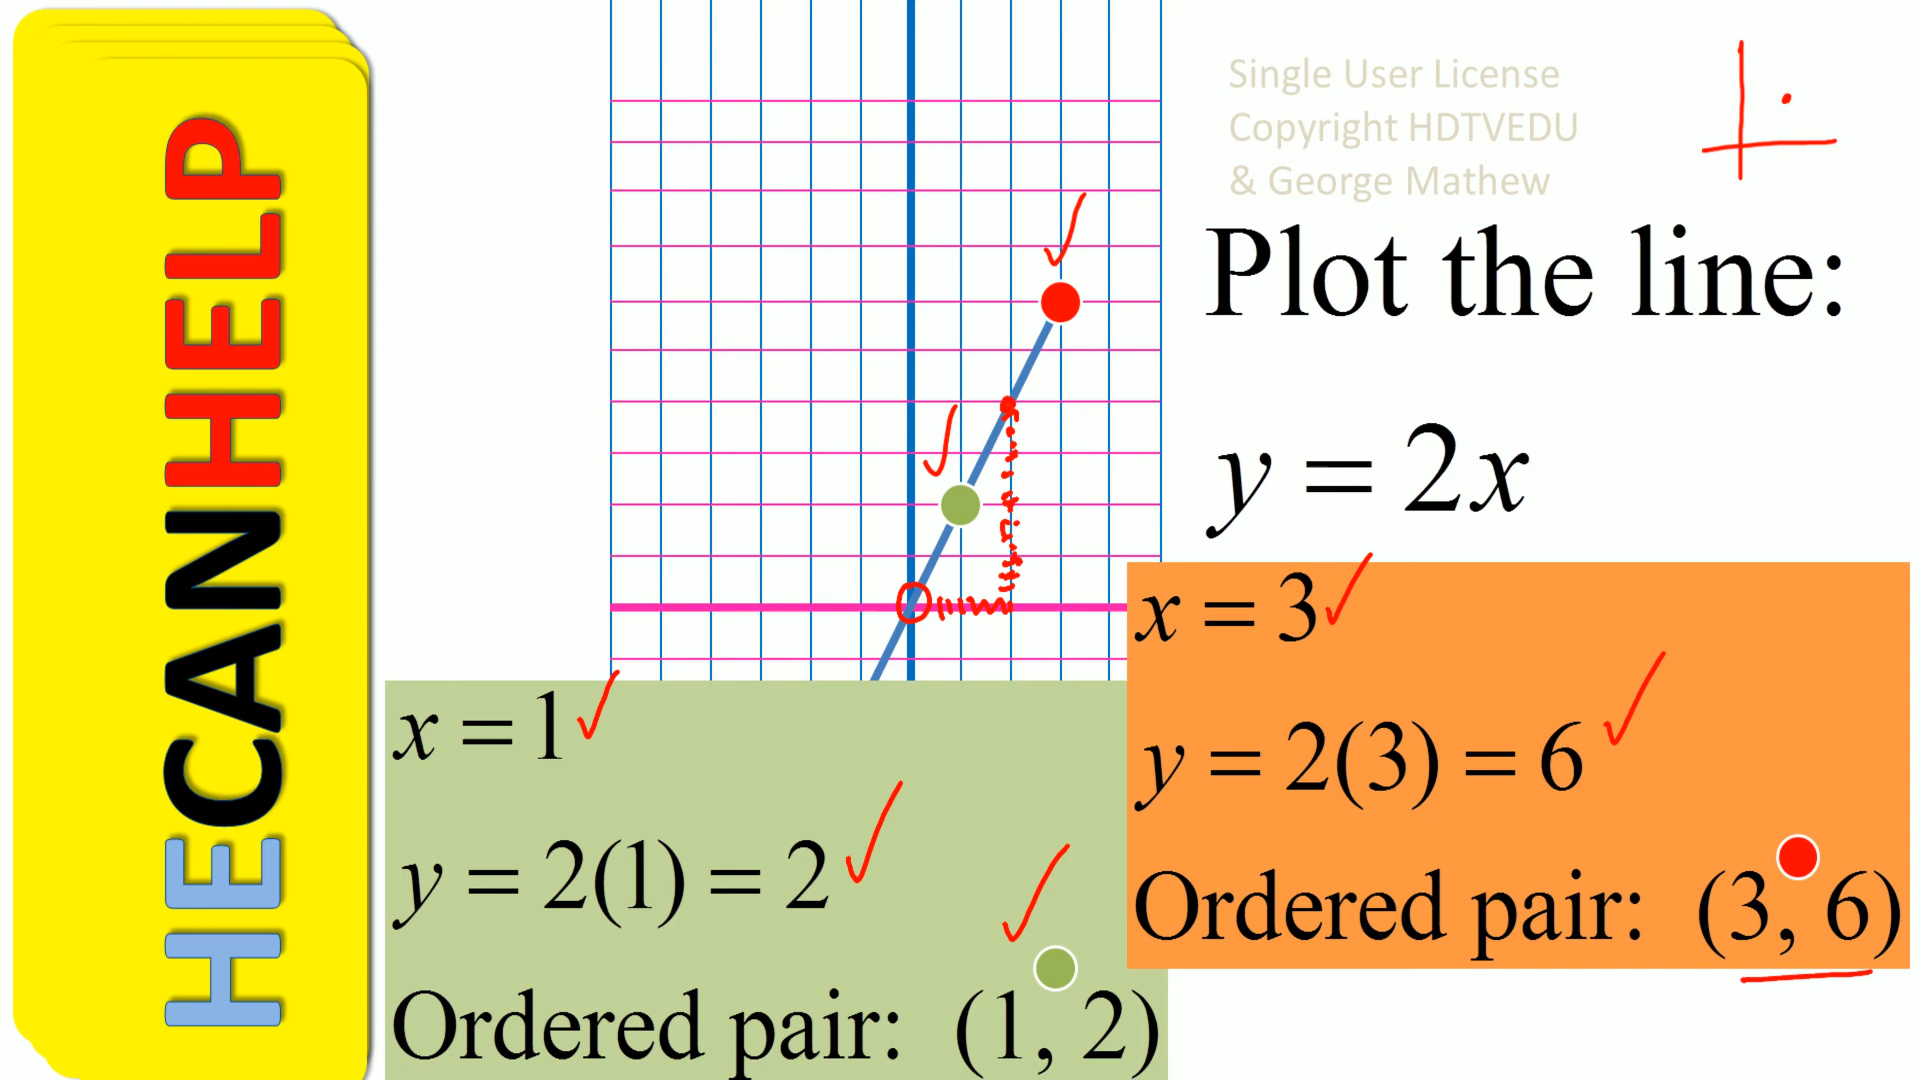 HECANHELP
Single User License
Copyright HDTVEDU
& George Mathew
Plot the line:
y = 2x
x = 3
y = 2(3) = 6
Ordered pair: (3, 6)
x = 1
y = 2(1) = 2
Ordered pair: (1, 2)